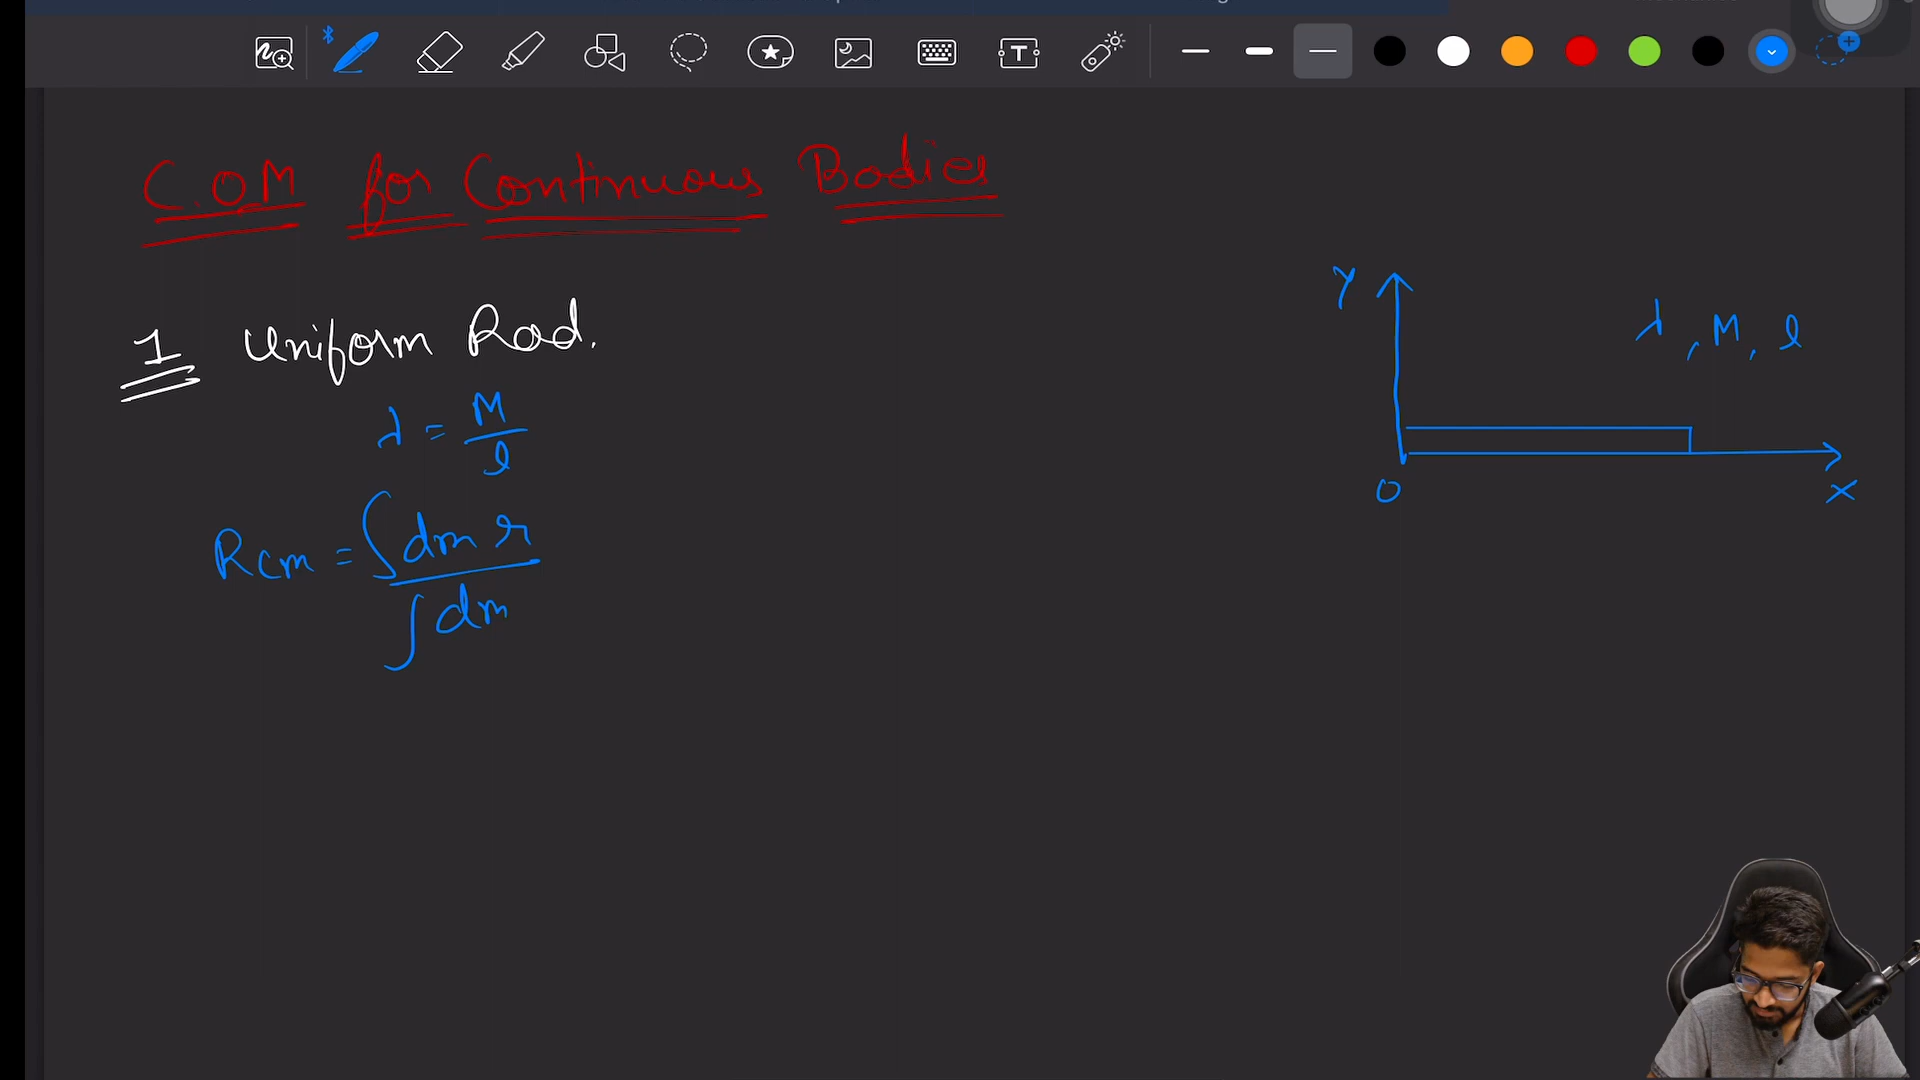 C.O.M for Continuous Bodies
1 Uniform Rod.
λ = M/l
Rcm = ∫dm r / ∫dm
Y
λ, M, l
O
X